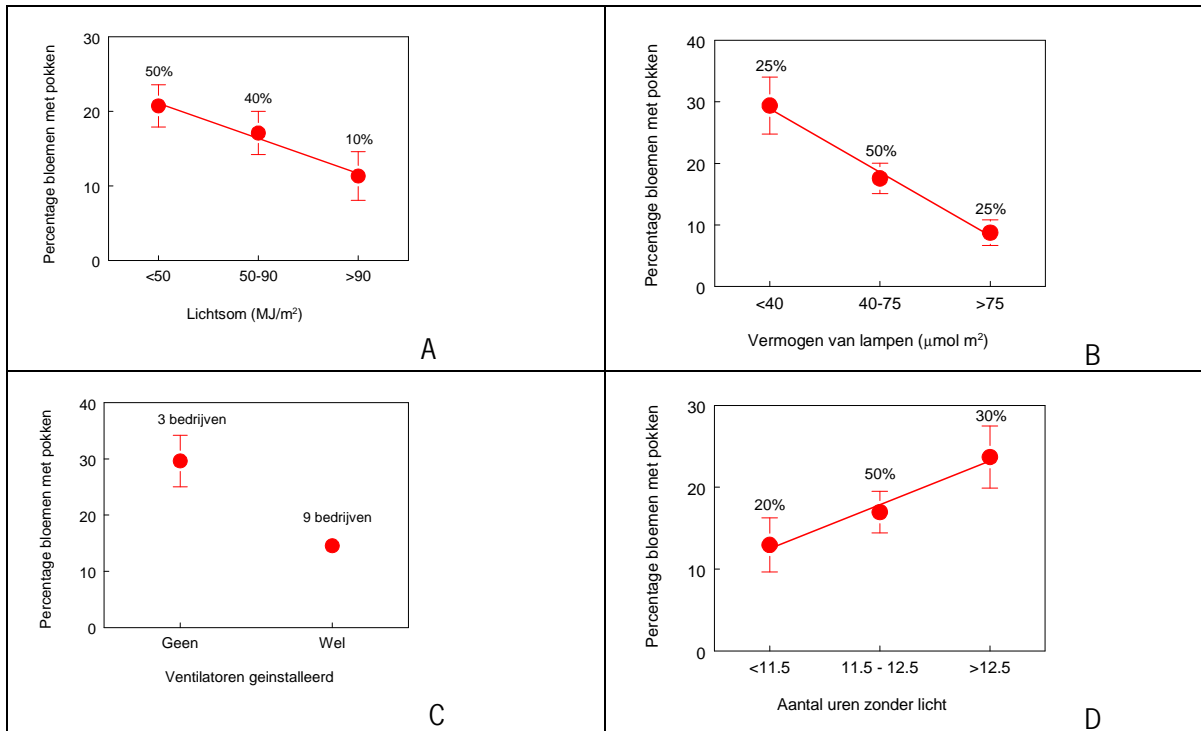 Percentage bloemen met pokken
30
20
10
0
50%
40%
10%
<50
50-90
>90
Lichtsom (MJ/m²)
A
Percentage bloemen met pokken
40
30
20
10
0
25%
50%
25%
<40
40-75
>75
Vermogen van lampen (μmol m²)
B
Percentage bloemen met pokken
40
30
20
10
0
3 bedrijven
9 bedrijven
Geen
Wel
Ventilatoren geinstalleerd
C
Percentage bloemen met pokken
30
20
10
0
20%
50%
30%
<11.5
11.5 - 12.5
>12.5
Aantal uren zonder licht
D